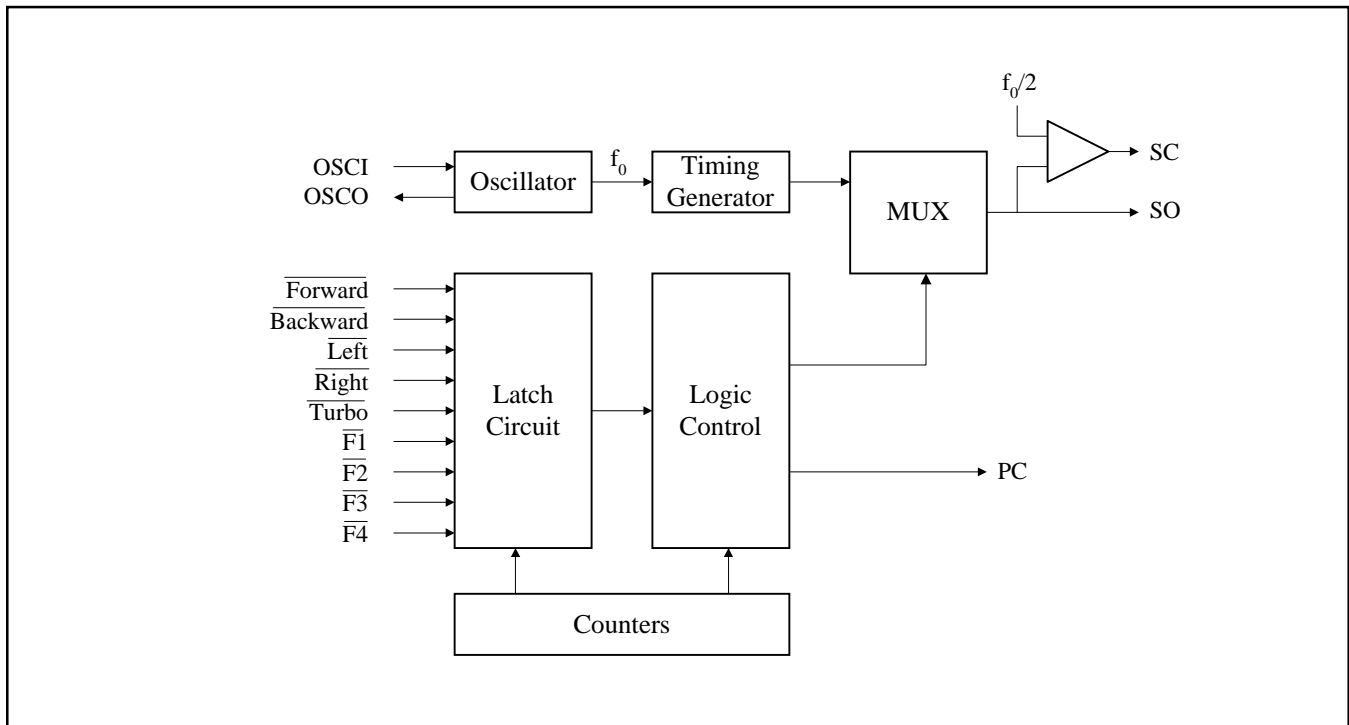 f0/2
OSCI
OSCO
Oscillator
f0
Timing
Generator
MUX
SC
SO
Forward
Backward
Left
Right
Turbo
F1
F2
F3
F4
Latch
Circuit
Logic
Control
PC
Counters